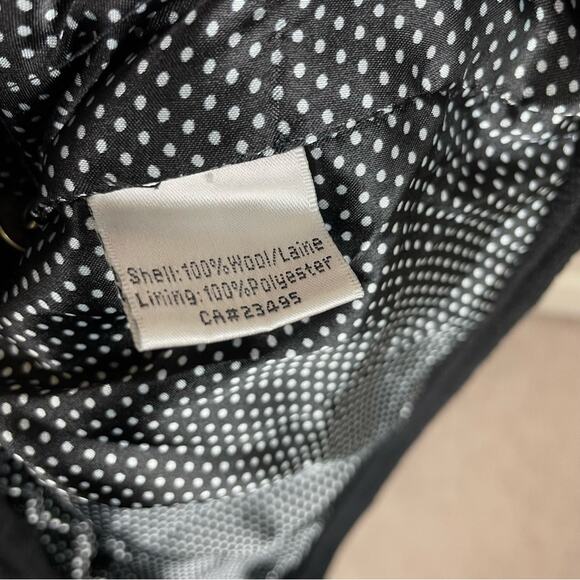 Shell:100%Wool/Laine
Lining:100%Polyester
CA#23495